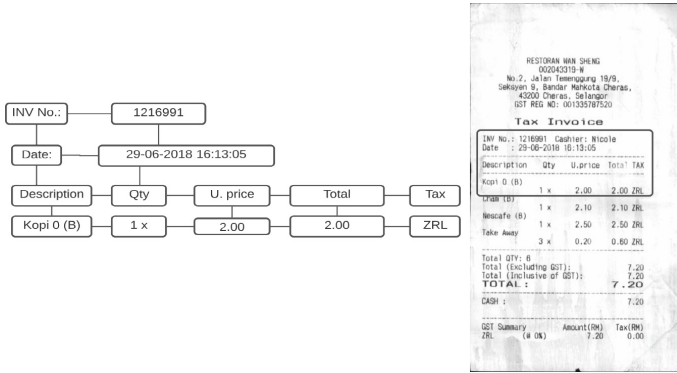 INV No.: 1216991
Date: 29-06-2018 16:13:05
Description Qty U. price Total Tax
Kopi 0 (B) 1 x 2.00 2.00 ZRL
RESTORAN WAN SHENG
002043319-W
No.2, Jalan Temenggung 19/9,
Seksyen 9, Bandar Mahkota Cheras,
43200 Cheras, Selangor
GST REG NO: 001335787520
Tax Invoice
INV No.: 1216991 Cashier: Nicole
Date : 29-06-2018 16:13:05
Description Qty U.price Total TAX
Kopi 0 (B)
1 x 2.00 2.00 ZRL
Cham (B)
1 x 2.10 2.10 ZRL
Nescafe (B)
1 x 2.50 2.50 ZRL
Take Away
3 x 0.20 0.60 ZRL
Total QTY: 6
Total (Excluding GST): 7.20
Total (Inclusive of GST): 7.20
TOTAL : 7.20
CASH : 7.20
GST Summary Amount(RM) Tax(RM)
ZRL (@ 0%) 7.20 0.00